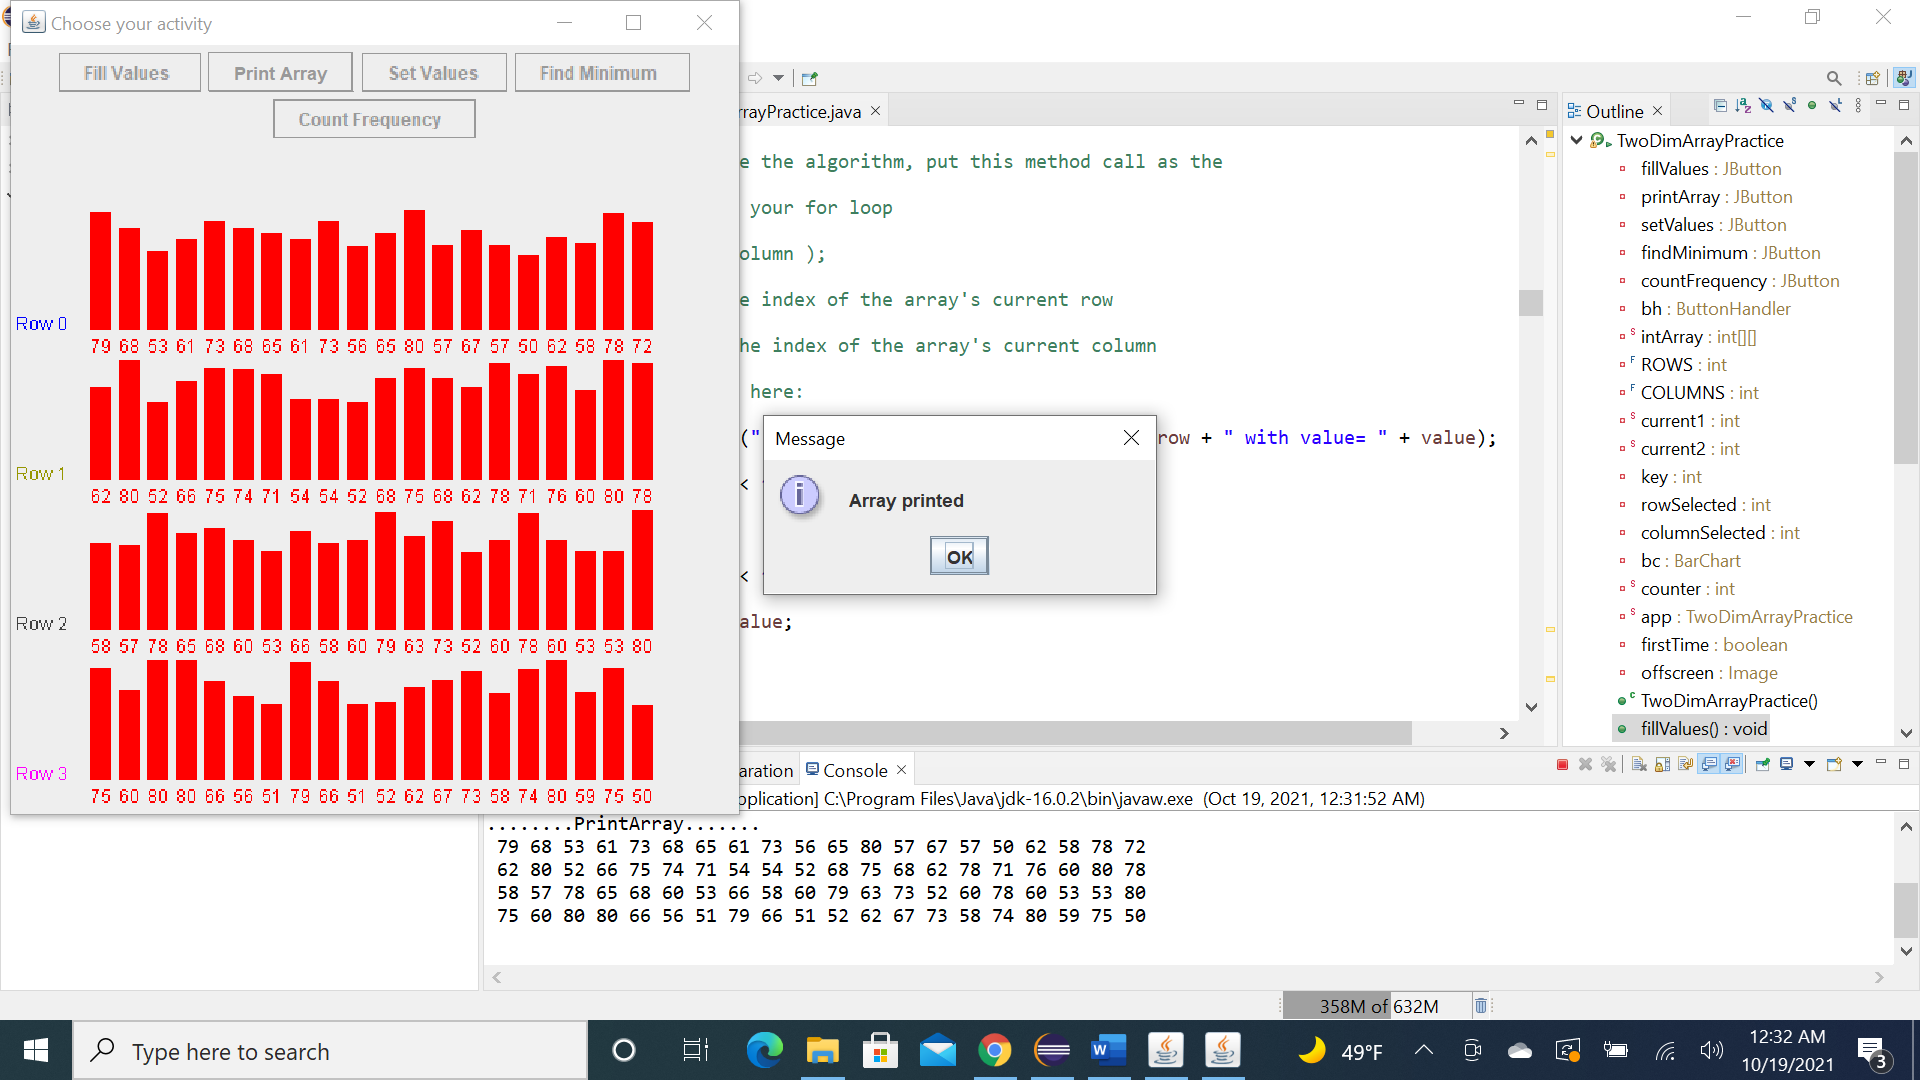 Choose your activity
Fill Values
Print Array
Set Values
Find Minimum
Count Frequency
Row 0
79 68 53 61 73 68 65 61 73 56 65 80 57 67 57 50 62 58 78 72
Row 1
62 80 52 66 75 74 71 54 54 52 68 75 68 62 78 71 76 60 80 78
Row 2
58 57 78 65 68 60 53 66 58 60 79 63 73 52 60 78 60 53 53 80
Row 3
75 60 80 80 66 56 51 79 66 51 52 62 67 73 58 74 80 59 75 50
rrayPractice.java
e the algorithm, put this method call as the
your for loop
olumn );
e index of the array's current row
he index of the array's current column
here:
(" row + " with value= " + value);
<
<
alue;
Message
Array printed
OK
Outline
TwoDimArrayPractice
fillValues : JButton
printArray : JButton
setValues : JButton
findMinimum : JButton
countFrequency : JButton
bh : ButtonHandler
intArray : int[][]
ROWS : int
COLUMNS : int
current1 : int
current2 : int
key : int
rowSelected : int
columnSelected : int
bc : BarChart
counter : int
app : TwoDimArrayPractice
firstTime : boolean
offscreen : Image
TwoDimArrayPractice()
fillValues() : void
aration
Console
plication] C:\Program Files\Java\jdk-16.0.2\bin\javaw.exe (Oct 19, 2021, 12:31:52 AM)
........PrintArray.......
79 68 53 61 73 68 65 61 73 56 65 80 57 67 57 50 62 58 78 72
62 80 52 66 75 74 71 54 54 52 68 75 68 62 78 71 76 60 80 78
58 57 78 65 68 60 53 66 58 60 79 63 73 52 60 78 60 53 53 80
75 60 80 80 66 56 51 79 66 51 52 62 67 73 58 74 80 59 75 50
358M of 632M
Type here to search
49°F
12:32 AM
10/19/2021
3